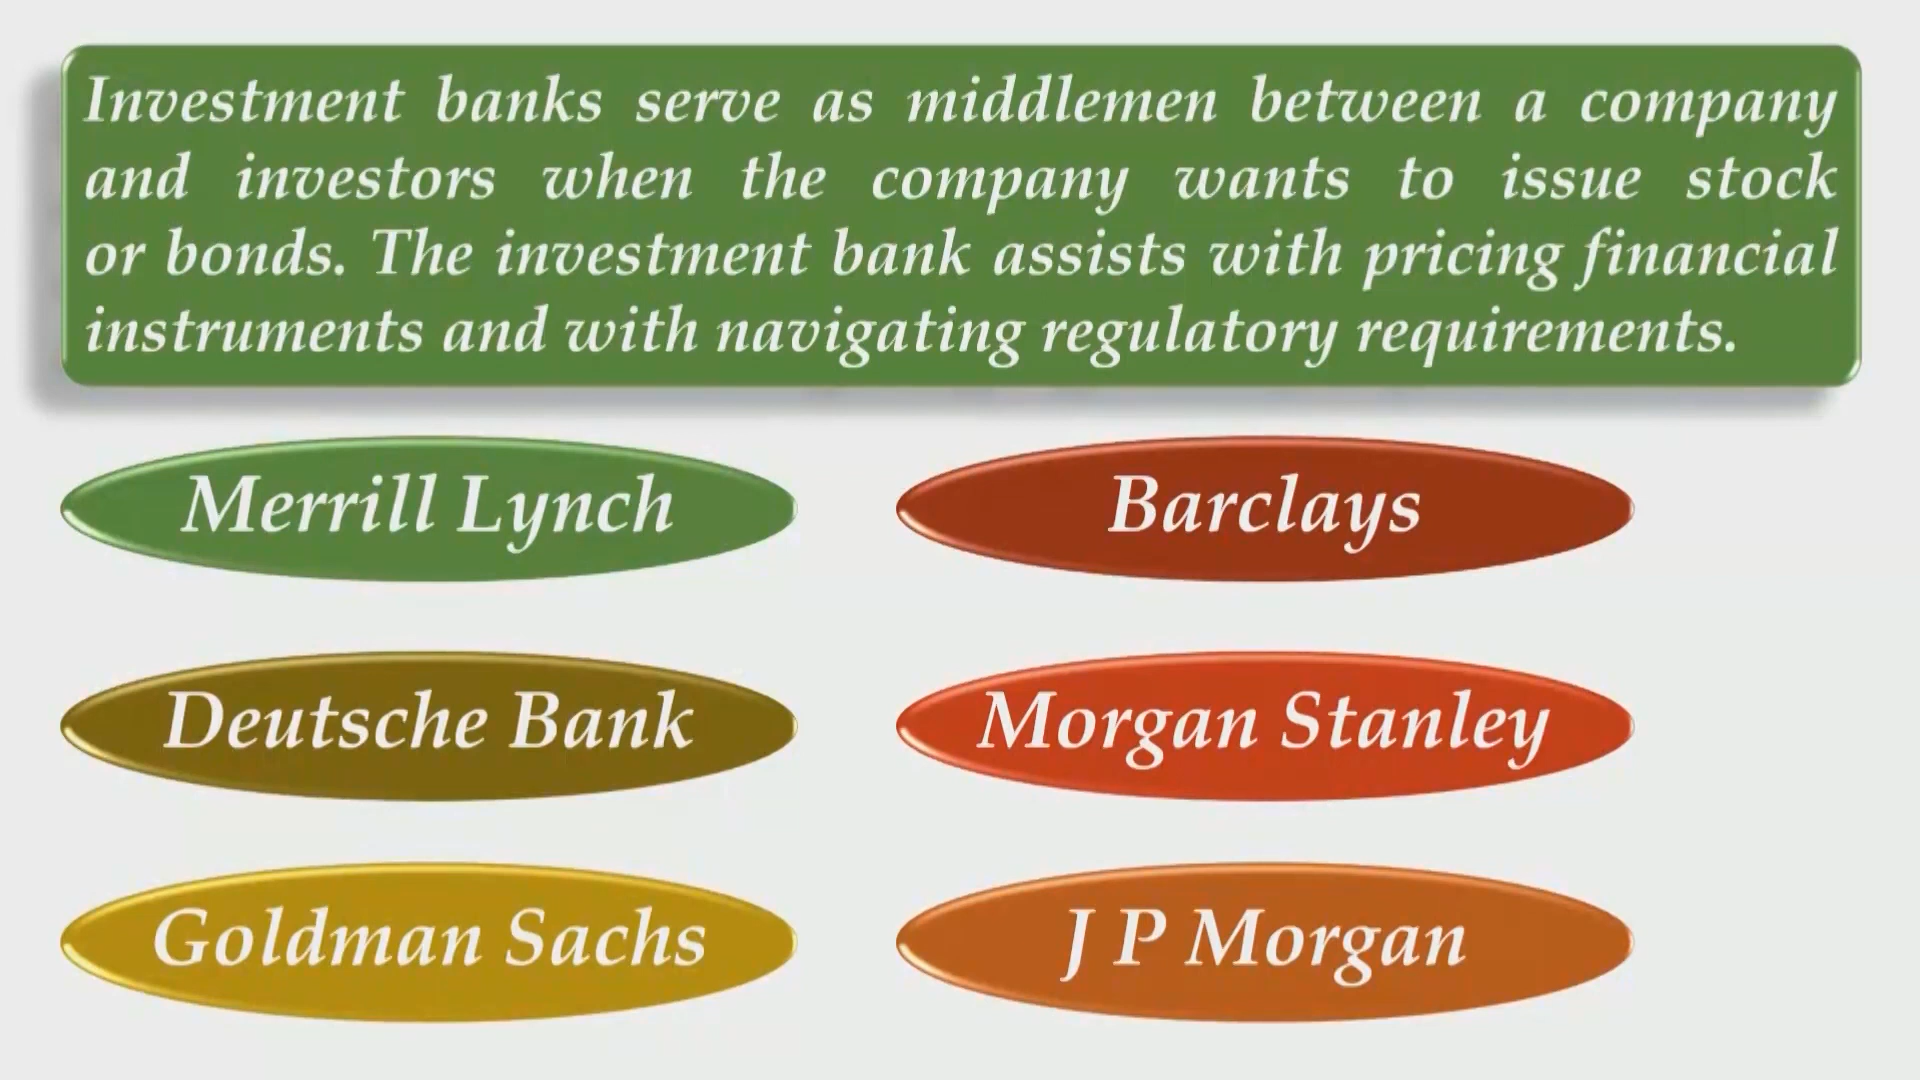 Investment banks serve as middlemen between a company
and investors when the company wants to issue stock
or bonds. The investment bank assists with pricing financial
instruments and with navigating regulatory requirements.
Merrill Lynch
Barclays
Deutsche Bank
Morgan Stanley
Goldman Sachs
J P Morgan